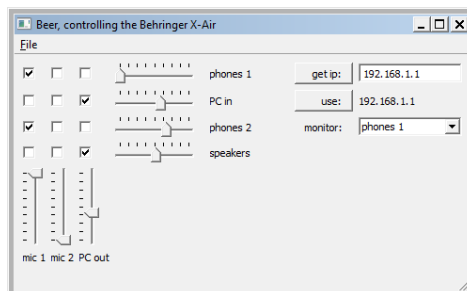 Beer, controlling the Behringer X-Air
File
phones 1
get ip:
192.168.1.1
PC in
use:
192.168.1.1
phones 2
monitor:
phones 1
speakers
mic 1 mic 2 PC out